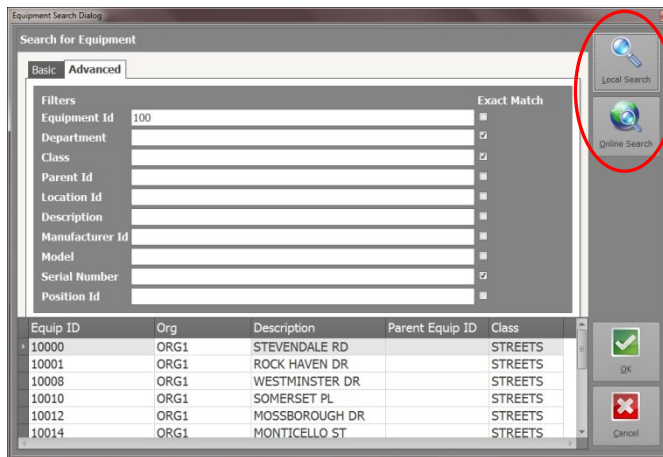 Equipment Search Dialog
Search for Equipment
Basic Advanced
Filters Exact Match
Equipment Id 100
Department
Class
Parent Id
Location Id
Description
Manufacturer Id
Model
Serial Number
Position Id
Equip ID Org Description Parent Equip ID Class
10000 ORG1 STEVENDALE RD STREETS
10001 ORG1 ROCK HAVEN DR STREETS
10008 ORG1 WESTMINSTER DR STREETS
10010 ORG1 SOMERSET PL STREETS
10012 ORG1 MOSSBOROUGH DR STREETS
10014 ORG1 MONTICELLO ST STREETS
Local Search
Online Search
OK
Cancel